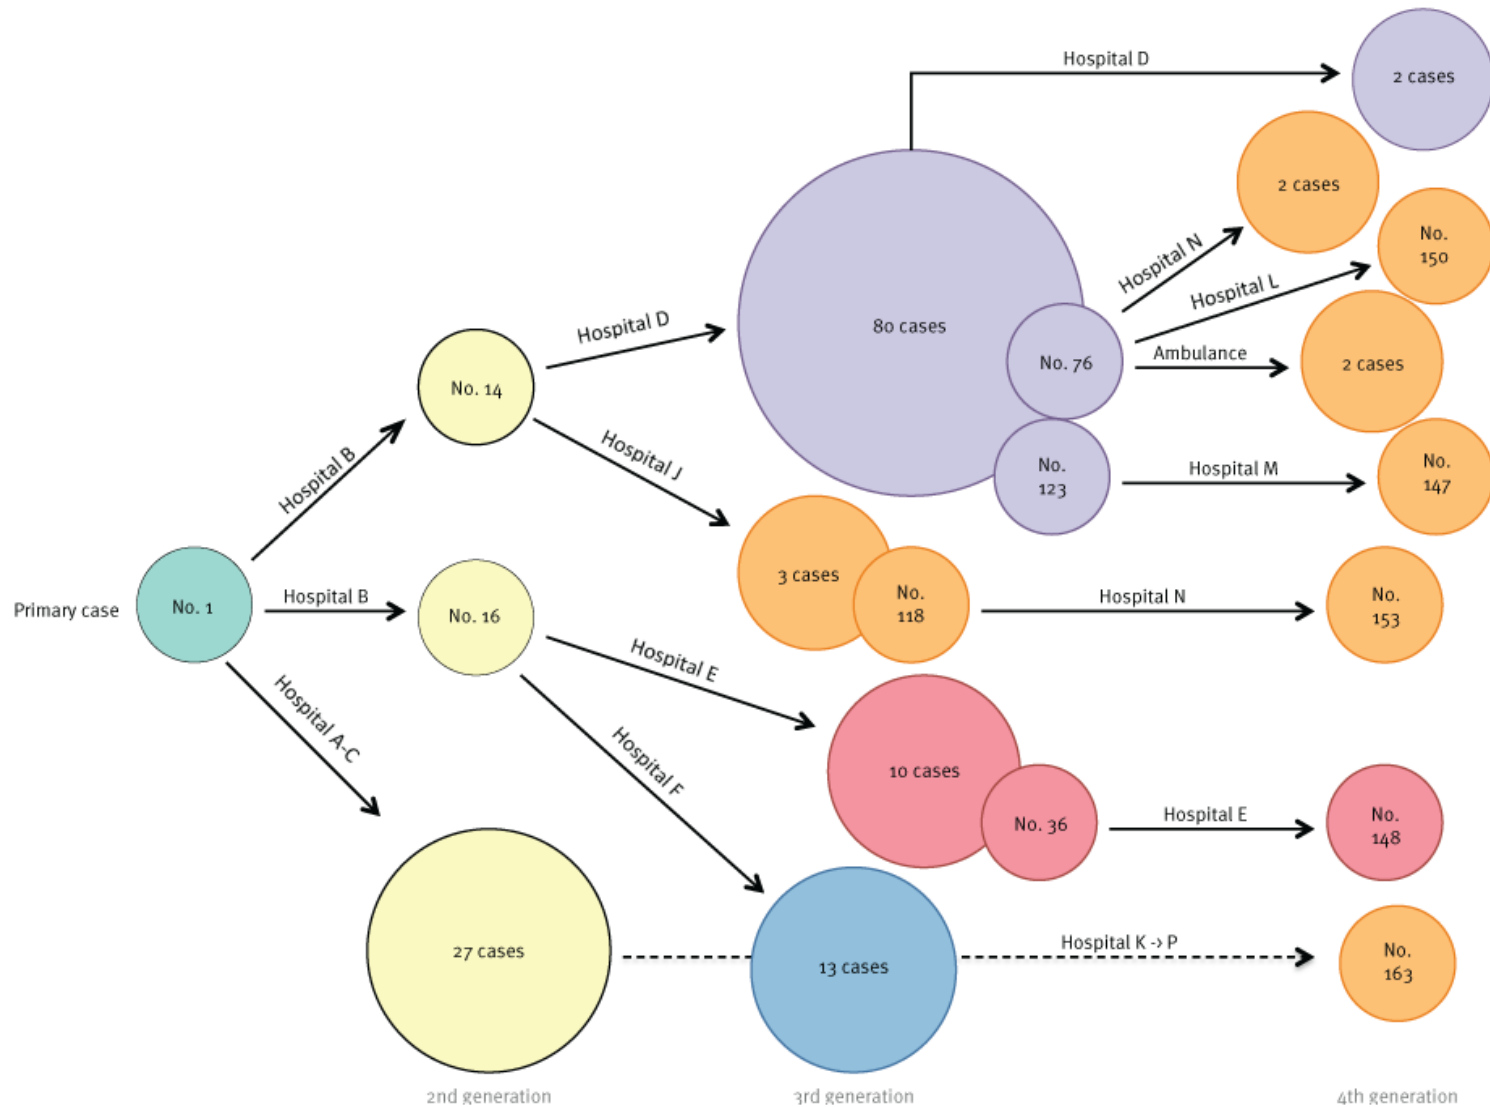 Hospital D
2 cases
2 cases
Hospital N
No.
150
Hospital L
Hospital D
80 cases
Ambulance
No. 76
2 cases
No. 14
Hospital J
Hospital B
No.
123
Hospital M
No.
147
3 cases
No.
118
Hospital N
No.
153
Primary case
No. 1
Hospital B
No. 16
Hospital E
Hospital A-C
Hospital F
10 cases
No. 36
Hospital E
No.
148
27 cases
13 cases
Hospital K -> P
No.
163
2nd generation
3rd generation
4th generation